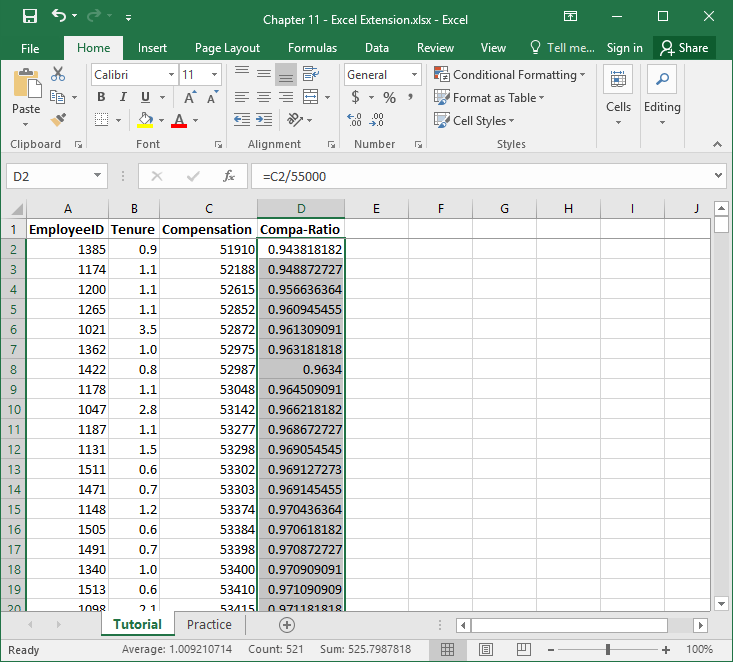 Chapter 11 - Excel Extension.xlsx - Excel
File Home Insert Page Layout Formulas Data Review View Tell me... Sign in Share
Paste
Calibri 11
B I U A A
A
General
$ % ,
.0 .00 .00 .0
Conditional Formatting
Format as Table
Cell Styles
Cells
Editing
Clipboard Font Alignment Number Styles
D2 fx =C2/55000
A B C D E F G H I J
1 EmployeeID Tenure Compensation Compa-Ratio
2 1385 0.9 51910 0.943818182
3 1174 1.1 52188 0.948872727
4 1200 1.1 52615 0.956636364
5 1265 1.1 52852 0.960945455
6 1021 3.5 52872 0.961309091
7 1362 1.0 52975 0.963181818
8 1422 0.8 52987 0.9634
9 1178 1.1 53048 0.964509091
10 1047 2.8 53142 0.966218182
11 1187 1.1 53277 0.968672727
12 1131 1.5 53298 0.969054545
13 1511 0.6 53302 0.969127273
14 1471 0.7 53303 0.969145455
15 1148 1.2 53374 0.970436364
16 1505 0.6 53384 0.970618182
17 1491 0.7 53398 0.970872727
18 1340 1.0 53400 0.970909091
19 1513 0.6 53410 0.971090909
20 1098 2.1 53415 0.971181818
Tutorial Practice
Ready Average: 1.009210714 Count: 521 Sum: 525.7987818 100%